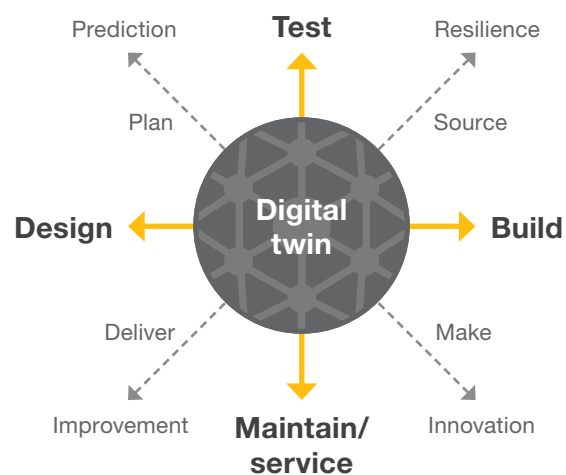 Prediction
Test
Resilience
Plan
Source
Design
Digital
twin
Build
Deliver
Make
Improvement
Maintain/
service
Innovation